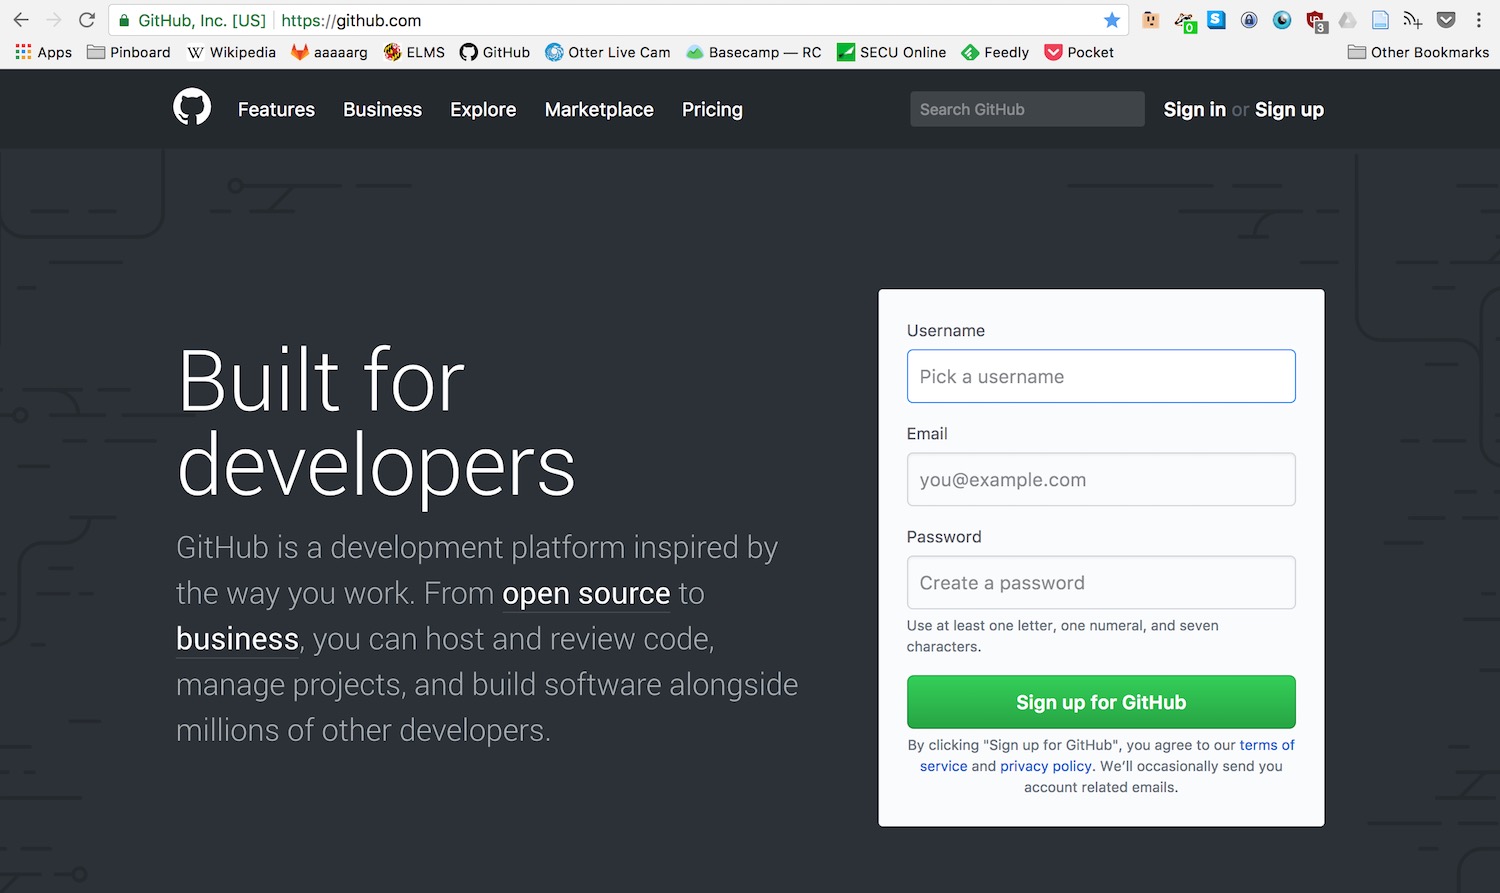 GitHub, Inc. [US] https://github.com
0
S
3
Apps Pinboard W Wikipedia aaaaarg ELMS GitHub Otter Live Cam Basecamp — RC SECU Online Feedly Pocket Other Bookmarks
Features Business Explore Marketplace Pricing Search GitHub Sign in or Sign up
Built for
developers
GitHub is a development platform inspired by
the way you work. From open source to
business, you can host and review code,
manage projects, and build software alongside
millions of other developers.
Username
Pick a username
Email
you@example.com
Password
Create a password
Use at least one letter, one numeral, and seven
characters.
Sign up for GitHub
By clicking "Sign up for GitHub", you agree to our terms of
service and privacy policy. We’ll occasionally send you
account related emails.